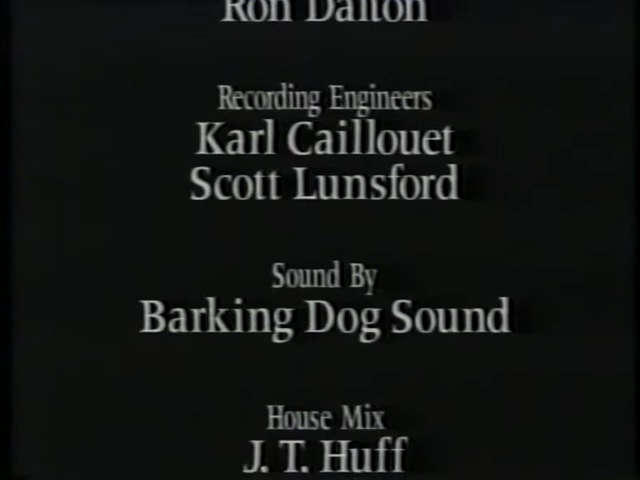 Ron Dalton
Recording Engineers
Karl Caillouet
Scott Lunsford
Sound By
Barking Dog Sound
House Mix
J. T. Huff